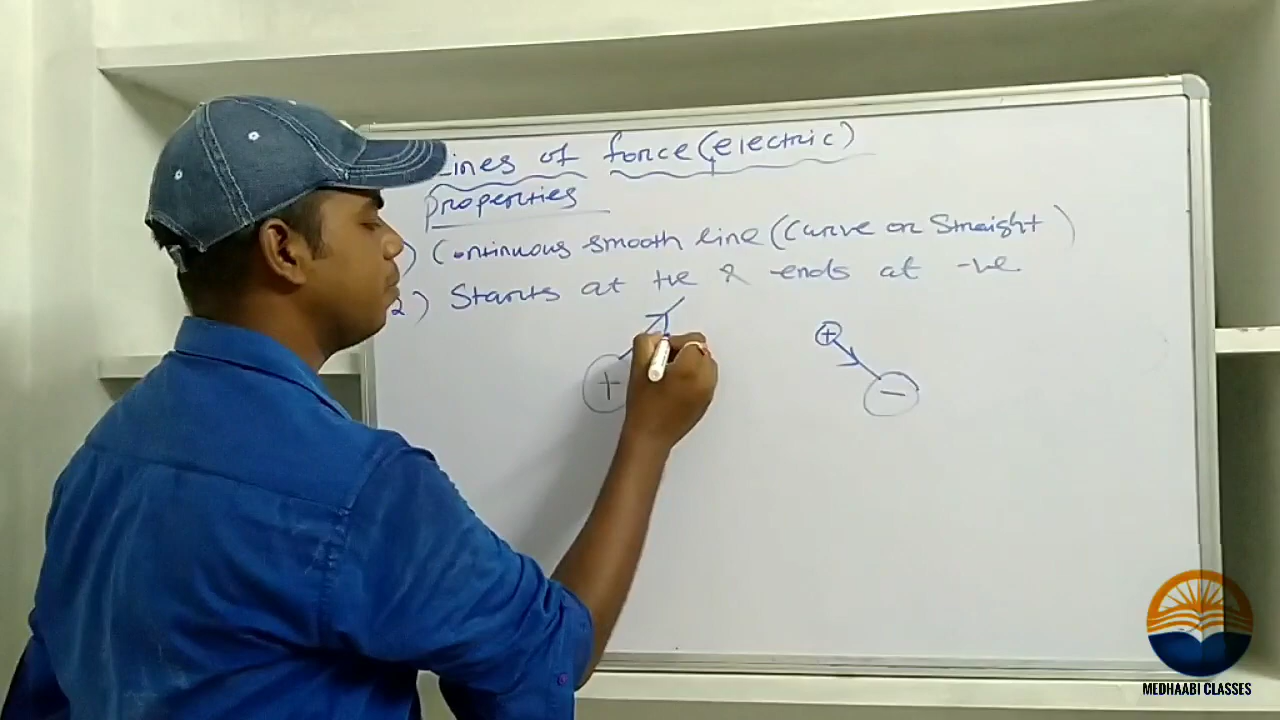 Lines of force (electric)
properties
) Continuous smooth line (Curve or Straight)
2) Starts at +ve & ends at -ve
+
+
-
MEDHAABI CLASSES